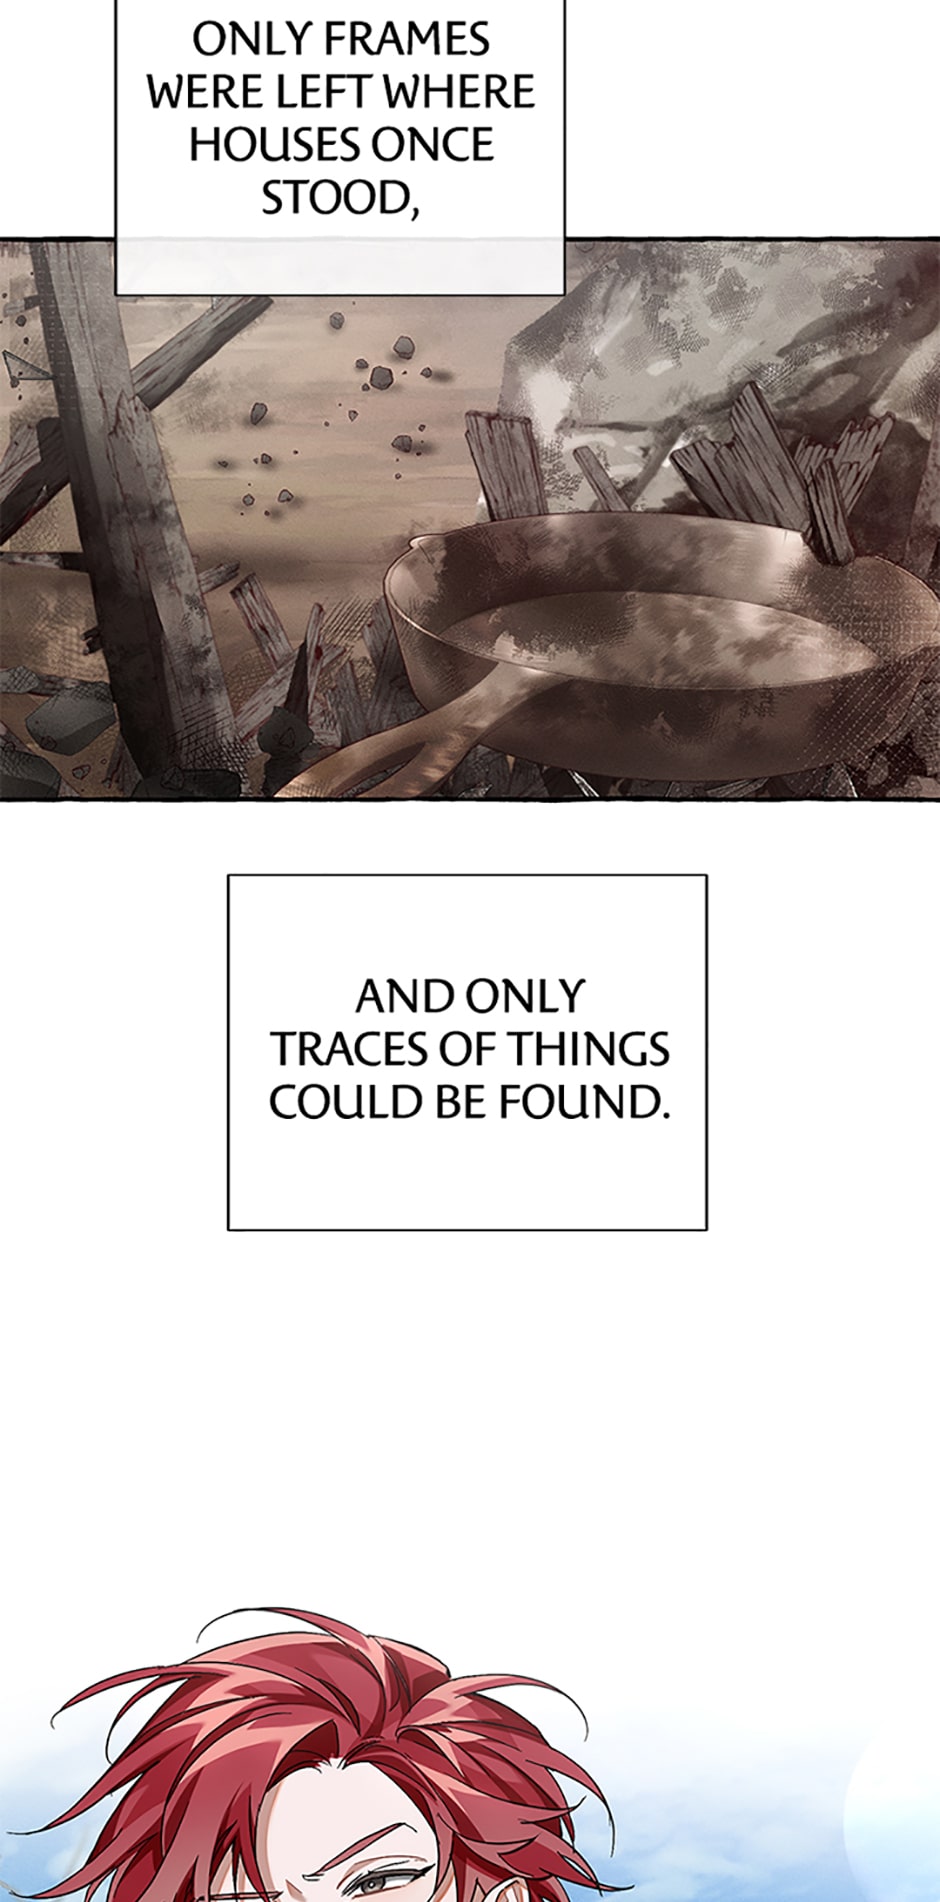 ONLY FRAMES
WERE LEFT WHERE
HOUSES ONCE
STOOD,
AND ONLY
TRACES OF THINGS
COULD BE FOUND.